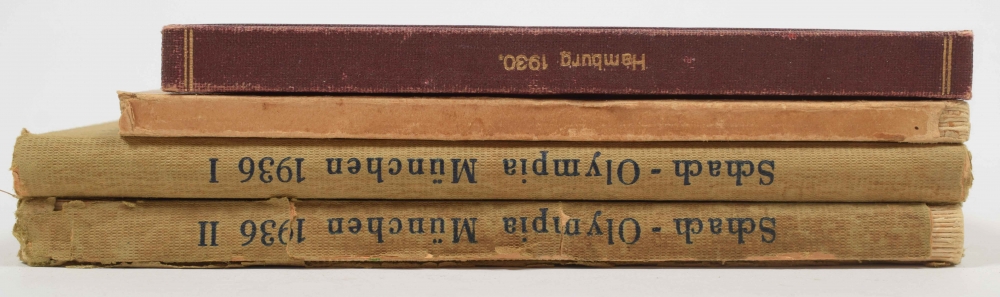 Hamburg 1930.
Schach - Olympia München 1936 I
Schach - Olympia München 1936 II